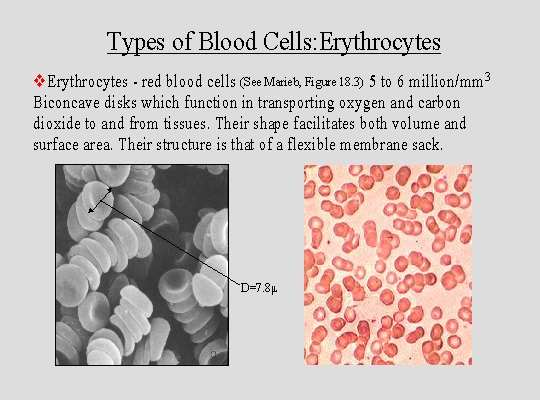 Types of Blood Cells:Erythrocytes
❖Erythrocytes - red blood cells (See Marieb, Figure 18.3) 5 to 6 million/mm3
Biconcave disks which function in transporting oxygen and carbon
dioxide to and from tissues. Their shape facilitates both volume and
surface area. Their structure is that of a flexible membrane sack.
D=7.8μ